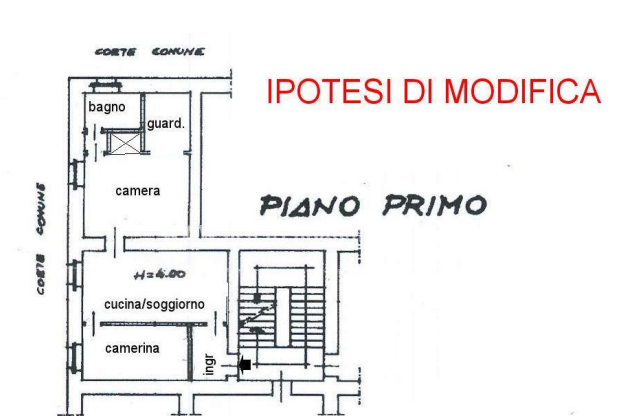 CORTE COMUNE
IPOTESI DI MODIFICA
bagno
guard.
camera
CORTE COMUNE
PIANO PRIMO
H=4.00
cucina/soggiorno
camerina
ingr